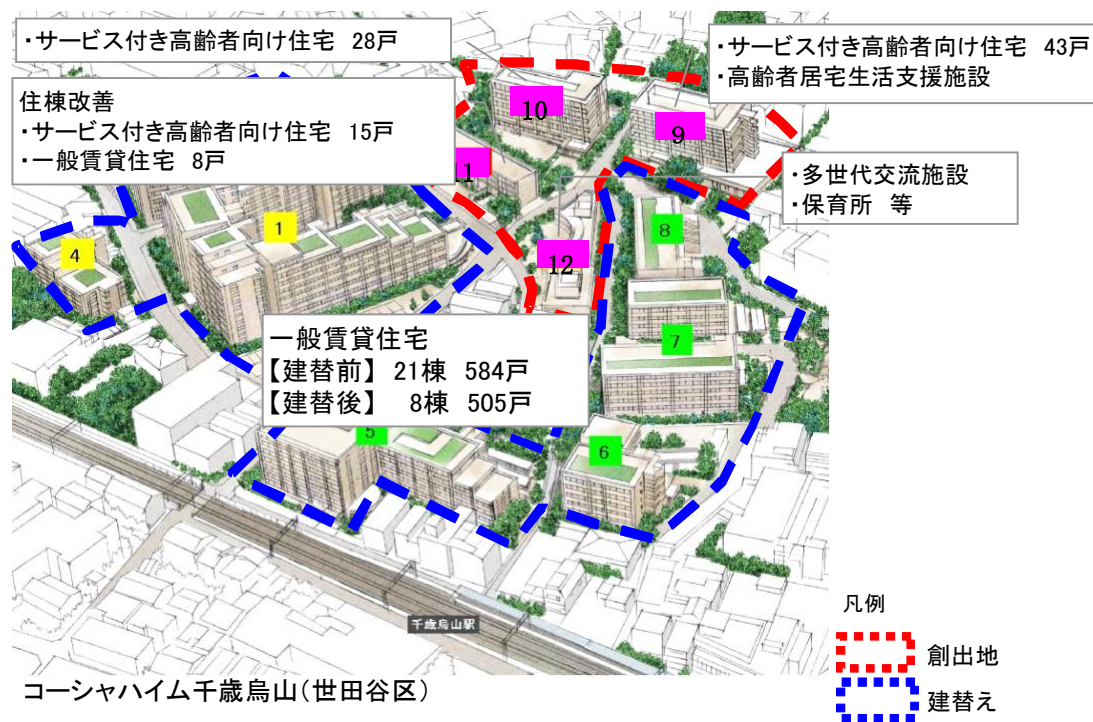 ・サービス付き高齢者向け住宅 28戸
・サービス付き高齢者向け住宅 43戸
・高齢者居宅生活支援施設
住棟改善
・サービス付き高齢者向け住宅 15戸
・一般賃貸住宅 8戸
10
9
11
・多世代交流施設
・保育所 等
1
8
4
12
一般賃貸住宅
【建替前】 21棟 584戸
【建替後】 8棟 505戸
7
5
6
千歳烏山駅
凡例
創出地
建替え
コーシャハイム千歳烏山(世田谷区)